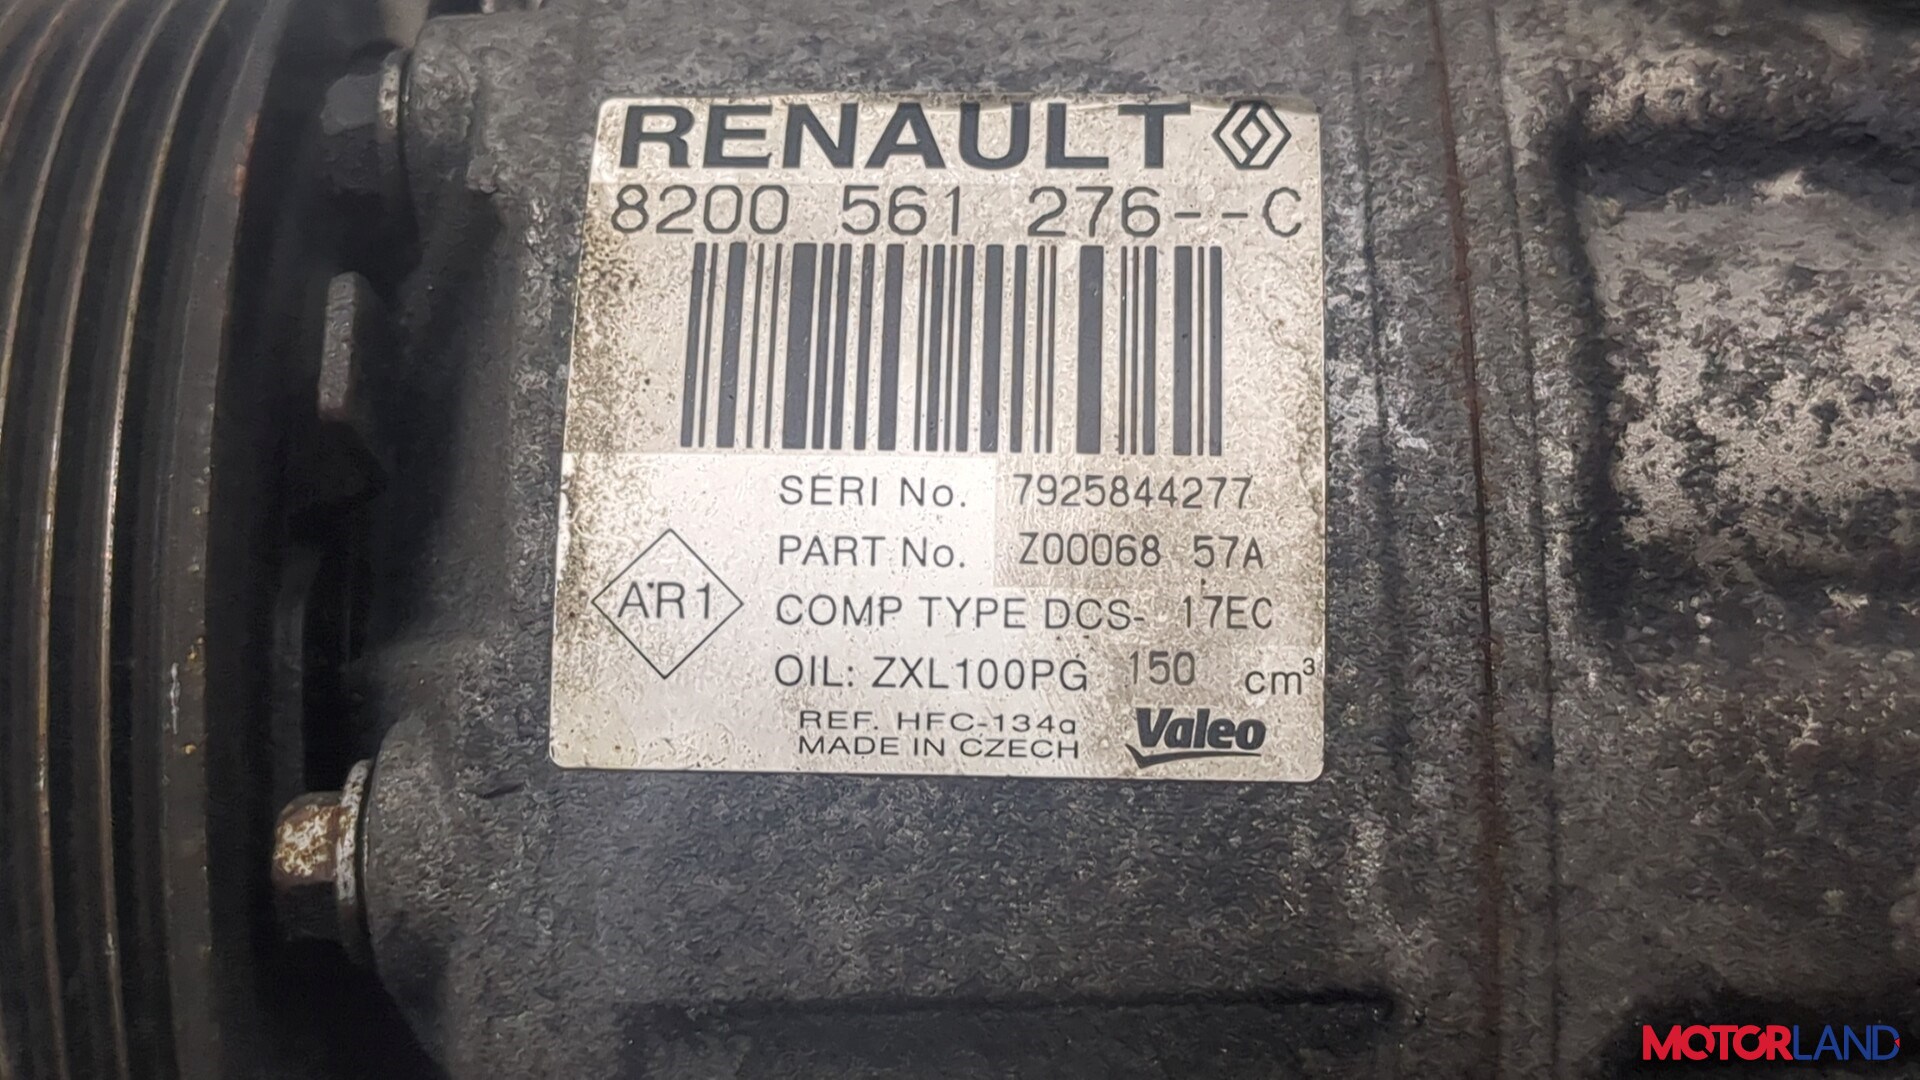 RENAULT
8200 561 276--C
SERI No. 7925844277
PART No. Z00068 57A
AR1
COMP TYPE DCS- 17EC
OIL: ZXL100PG 150 cm³
REF. HFC-134a
MADE IN CZECH
Valeo
MOTORLAND